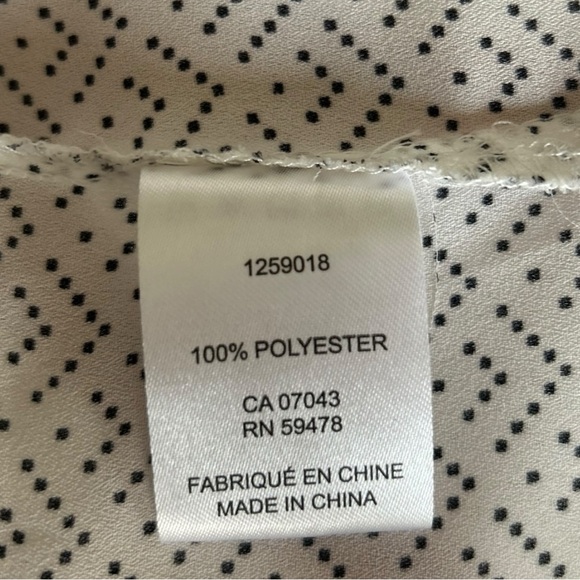 1259018
100% POLYESTER
CA 07043
RN 59478
FABRIQUÉ EN CHINE
MADE IN CHINA